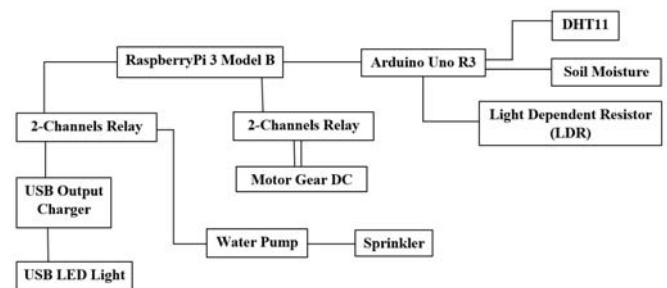 DHT11
RaspberryPi 3 Model B
Arduino Uno R3
Soil Moisture
2-Channels Relay
2-Channels Relay
Light Dependent Resistor
(LDR)
Motor Gear DC
USB Output
Charger
Water Pump
Sprinkler
USB LED Light